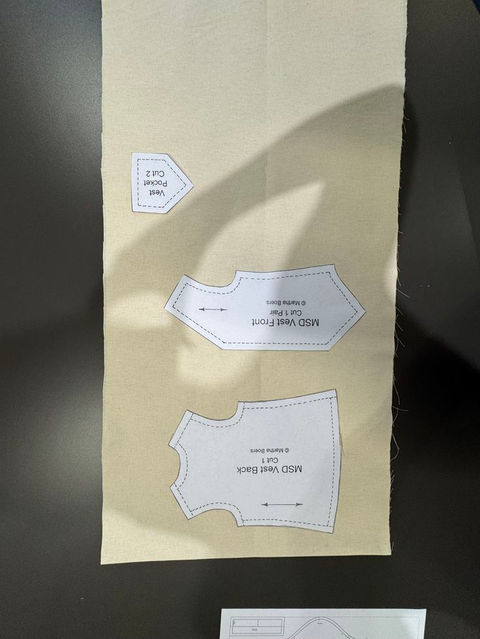 Vest
Pocket
Cut 2
MSD Vest Front
Cut 1 Pair
© Martha Boers
MSD Vest Back
Cut 1
© Martha Boers